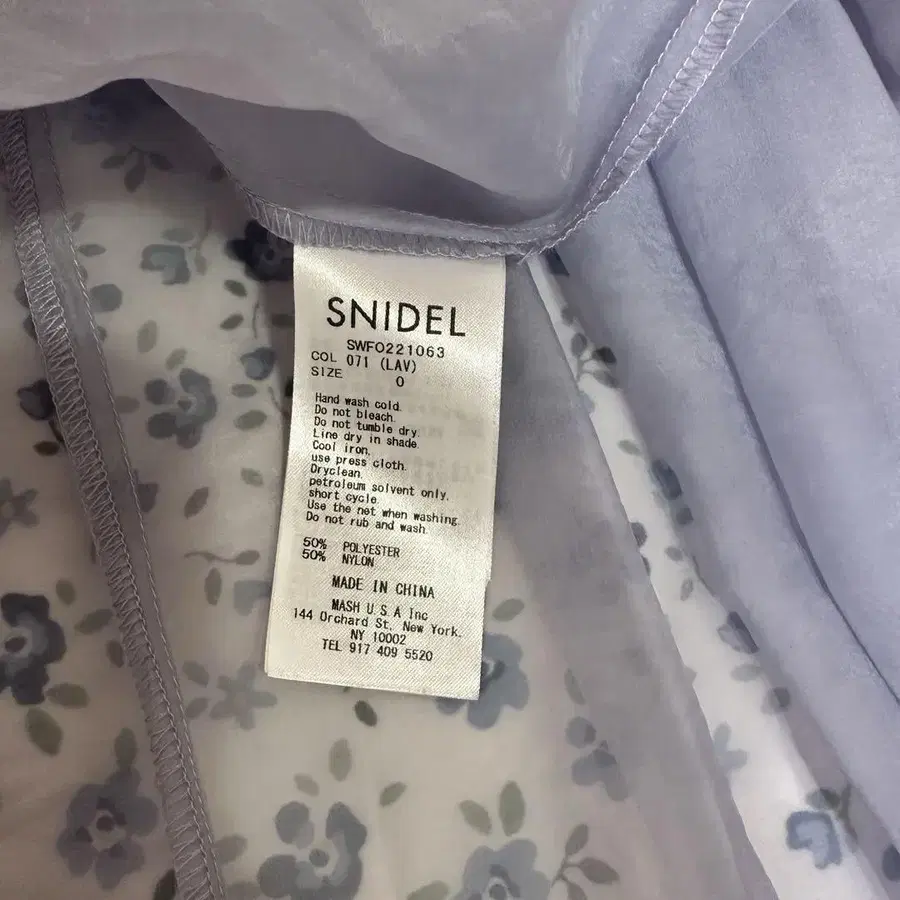 SNIDEL
SWFO221063
COL 071 (LAV)
SIZE 0
Hand wash cold.
Do not bleach.
Do not tumble dry.
Line dry in shade.
Cool iron,
use press cloth.
Dryclean,
petroleum solvent only,
short cycle.
Use the net when washing.
Do not rub and wash.
50% POLYESTER
50% NYLON
MADE IN CHINA
MASH U.S.A Inc
144 Orchard St. New York.
NY 10002
TEL 917 409 5520